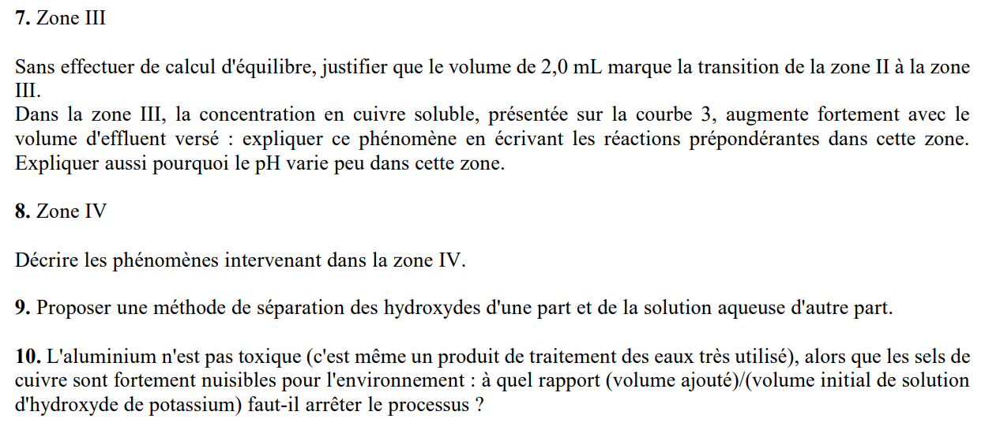 7. Zone III
Sans effectuer de calcul d'équilibre, justifier que le volume de 2,0 mL marque la transition de la zone II à la zone
III.
Dans la zone III, la concentration en cuivre soluble, présentée sur la courbe 3, augmente fortement avec le
volume d'effluent versé : expliquer ce phénomène en écrivant les réactions prépondérantes dans cette zone.
Expliquer aussi pourquoi le pH varie peu dans cette zone.
8. Zone IV
Décrire les phénomènes intervenant dans la zone IV.
9. Proposer une méthode de séparation des hydroxydes d'une part et de la solution aqueuse d'autre part.
10. L'aluminium n'est pas toxique (c'est même un produit de traitement des eaux très utilisé), alors que les sels de
cuivre sont fortement nuisibles pour l'environnement : à quel rapport (volume ajouté)/(volume initial de solution
d'hydroxyde de potassium) faut-il arrêter le processus ?